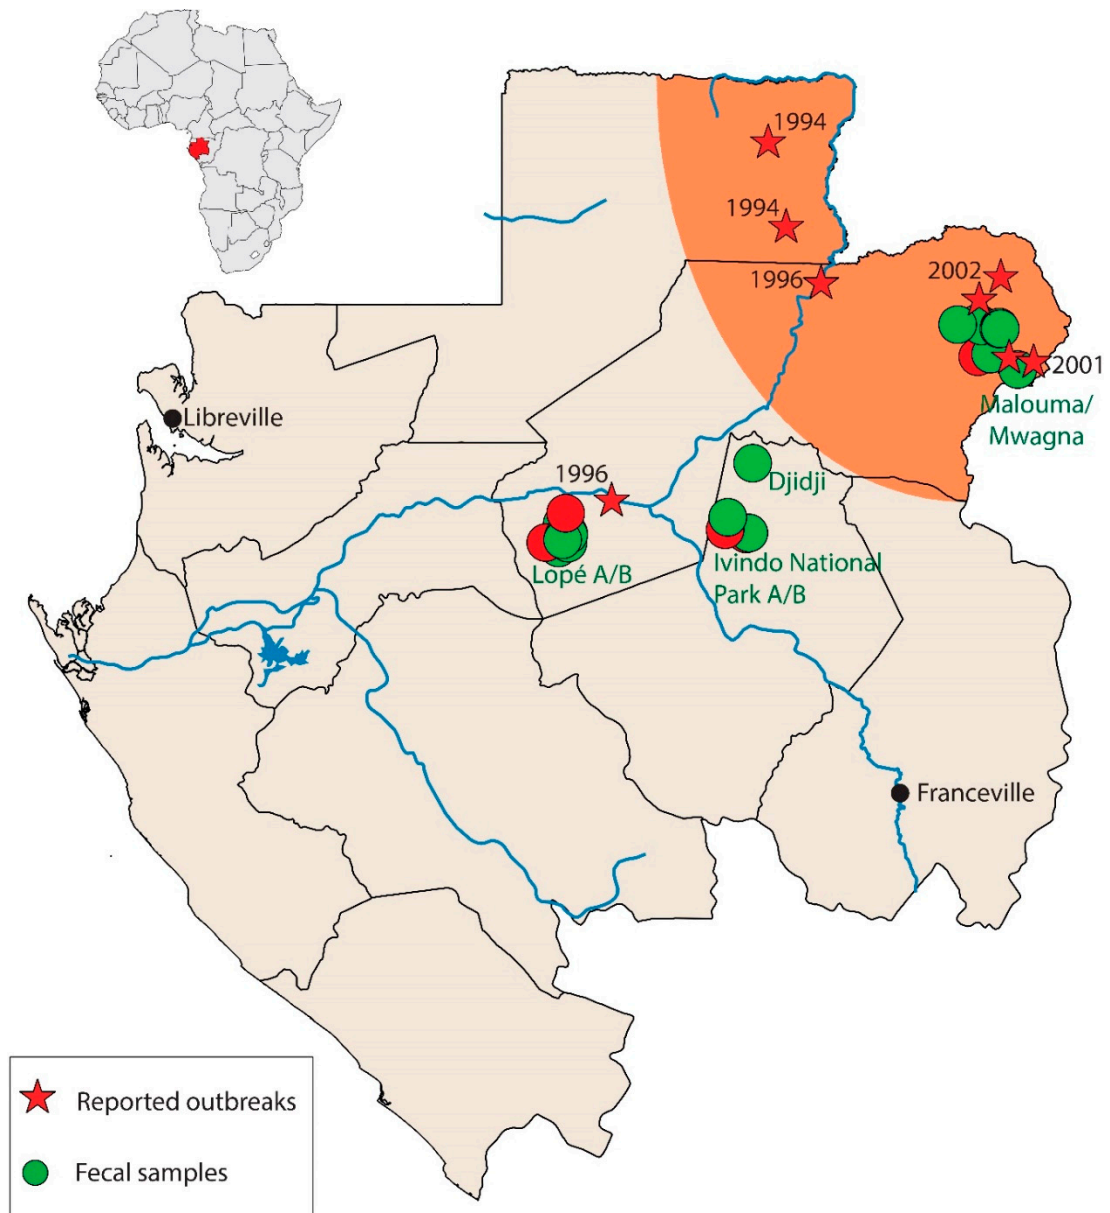 1994
1994
1996
2002
2001
Malouma/
Mwagna
Libreville
Djidji
1996
Lopé A/B
Ivindo National
Park A/B
Franceville
Reported outbreaks
Fecal samples